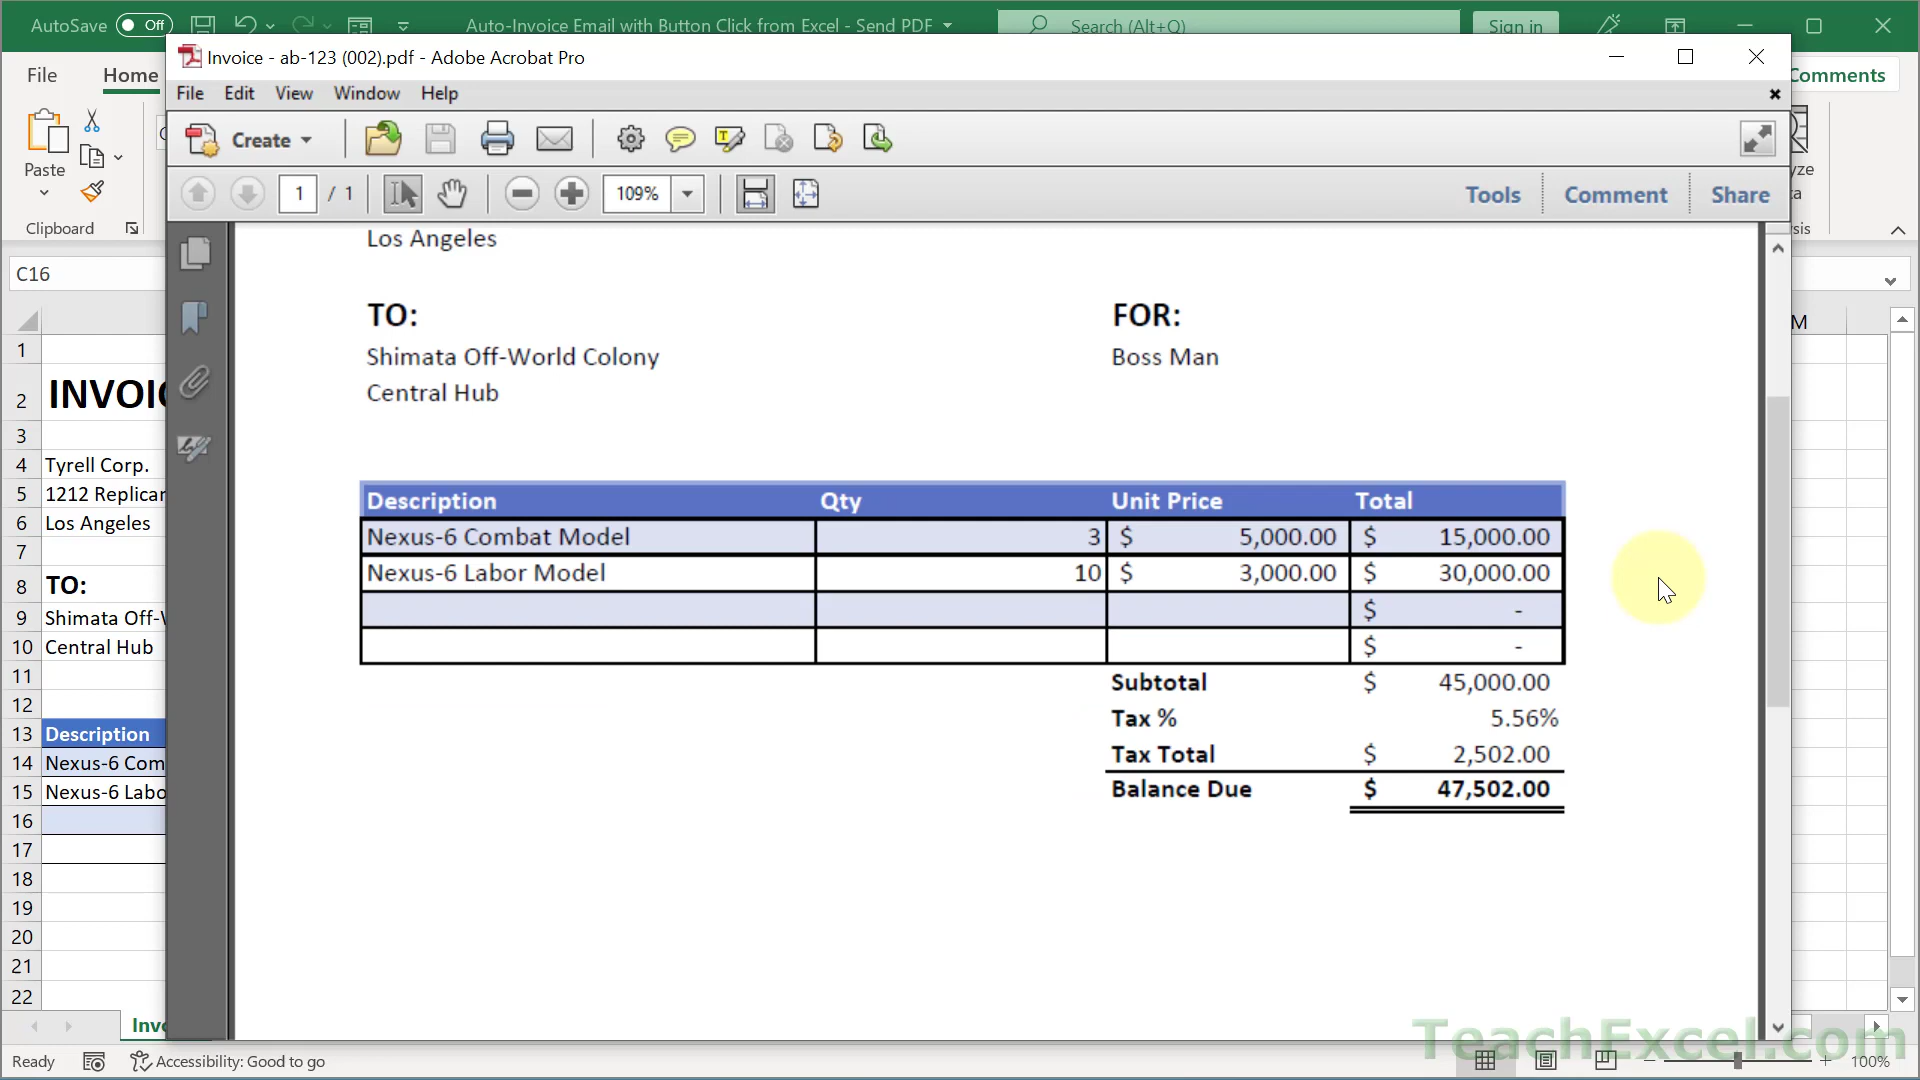 AutoSave Off
Auto-Invoice Email with Button Click from Excel - Send PDF
Search (Alt+Q)
Sign in
Invoice - ab-123 (002).pdf - Adobe Acrobat Pro
File Home
Comments
File Edit View Window Help
Create
Paste
1 / 1
109%
Tools Comment Share
Clipboard
C16
M
Los Angeles
TO: FOR:
Shimata Off-World Colony Boss Man
Central Hub
Description Qty Unit Price Total
Nexus-6 Combat Model 3 $ 5,000.00 $ 15,000.00
Nexus-6 Labor Model 10 $ 3,000.00 $ 30,000.00
$ -
$ -
Subtotal $ 45,000.00
Tax % 5.56%
Tax Total $ 2,502.00
Balance Due $ 47,502.00
1
2 INVOIC
3
4 Tyrell Corp.
5 1212 Replican
6 Los Angeles
7
8 TO:
9 Shimata Off-W
10 Central Hub
11
12
13 Description
14 Nexus-6 Com
15 Nexus-6 Labo
16
17
18
19
20
21
22
Invo
TeachExcel.com
Ready Accessibility: Good to go 100%